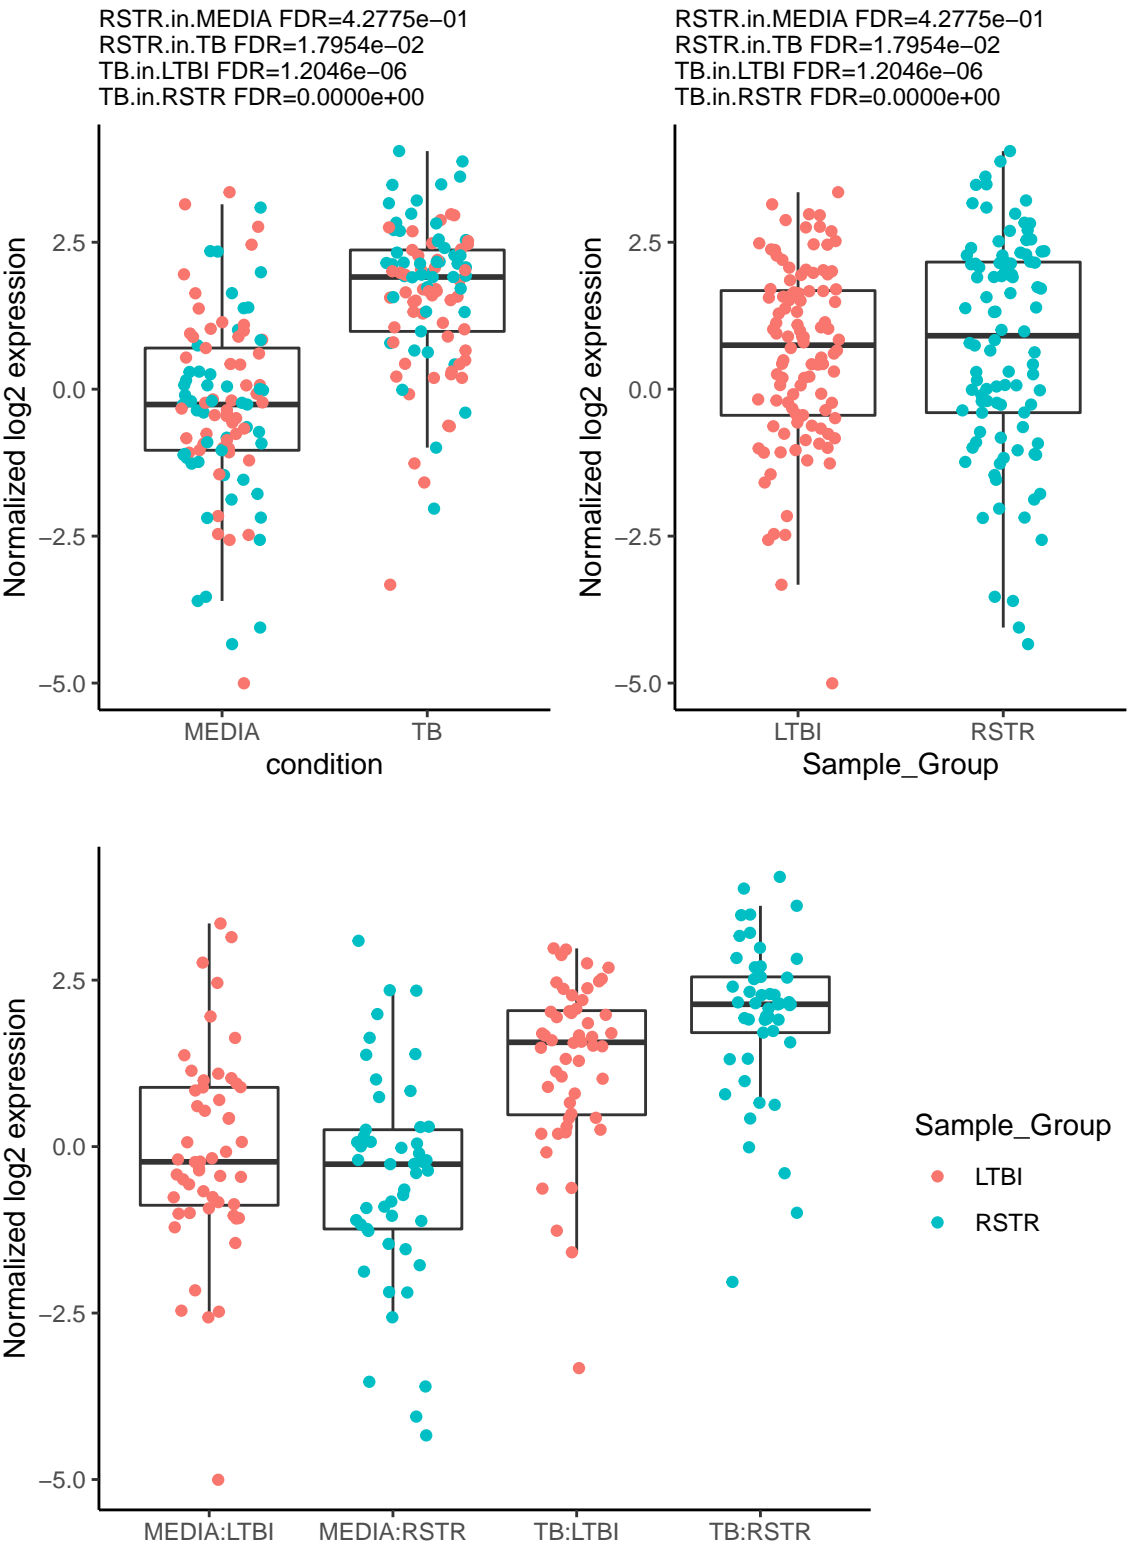 RSTR.in.MEDIA FDR=4.2775e−01
RSTR.in.TB FDR=1.7954e−02
TB.in.LTBI FDR=1.2046e−06
TB.in.RSTR FDR=0.0000e+00
Normalized log2 expression
2.5
0.0
−2.5
−5.0
MEDIA TB
condition
RSTR.in.MEDIA FDR=4.2775e−01
RSTR.in.TB FDR=1.7954e−02
TB.in.LTBI FDR=1.2046e−06
TB.in.RSTR FDR=0.0000e+00
Normalized log2 expression
2.5
0.0
−2.5
−5.0
LTBI RSTR
Sample_Group
Normalized log2 expression
2.5
0.0
−2.5
−5.0
MEDIA:LTBI MEDIA:RSTR TB:LTBI TB:RSTR
Sample_Group
LTBI
RSTR